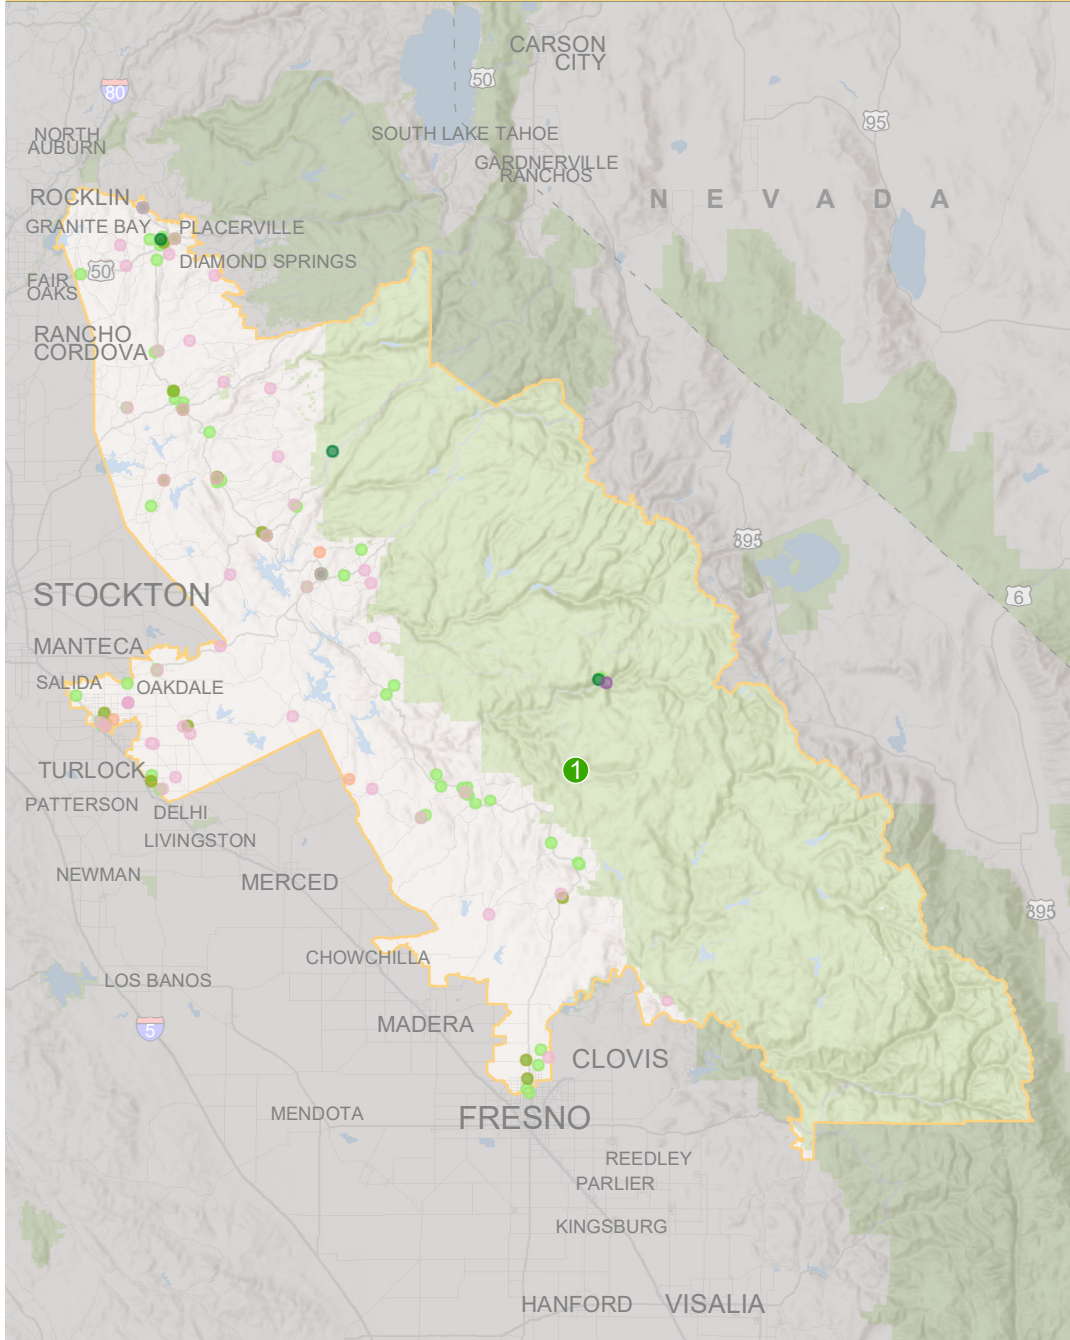 CARSON
CITY
50
80
95
NORTH
AUBURN
SOUTH LAKE TAHOE
GARDNERVILLE
RANCHOS
ROCKLIN
NEVADA
GRANITE BAY
PLACERVILLE
DIAMOND SPRINGS
50
FAIR
OAKS
RANCHO
CORDOVA
395
STOCKTON
6
MANTECA
SALIDA
OAKDALE
TURLOCK
1
PATTERSON
DELHI
LIVINGSTON
NEWMAN
MERCED
395
CHOWCHILLA
LOS BANOS
MADERA
5
CLOVIS
MENDOTA
FRESNO
REEDLEY
PARLIER
KINGSBURG
HANFORD
VISALIA